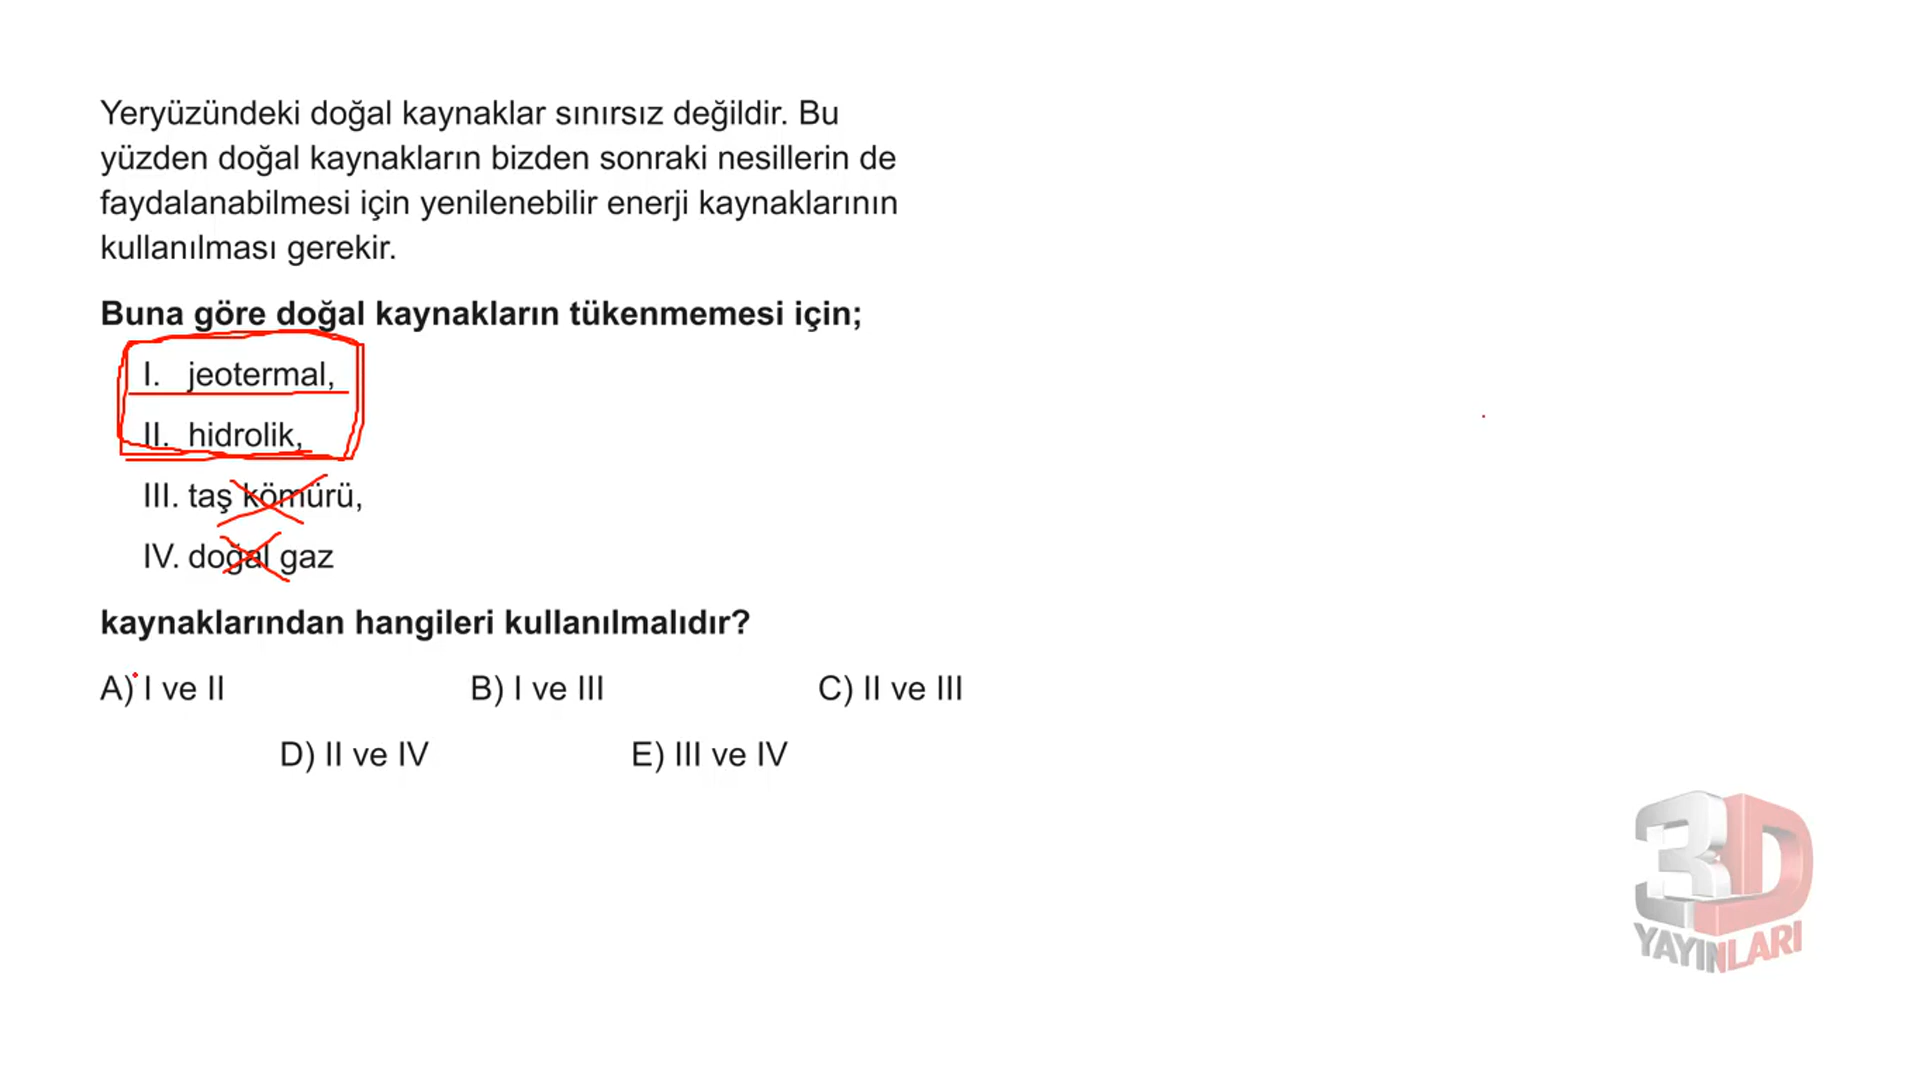 Yeryüzündeki doğal kaynaklar sınırsız değildir. Bu
yüzden doğal kaynakların bizden sonraki nesillerin de
faydalanabilmesi için yenilenebilir enerji kaynaklarının
kullanılması gerekir.
Buna göre doğal kaynakların tükenmemesi için;
I. jeotermal,
II. hidrolik,
III. taş kömürü,
IV. doğal gaz
kaynaklarından hangileri kullanılmalıdır?
A) I ve II B) I ve III C) II ve III
D) II ve IV E) III ve IV
3D
YAYINLARI